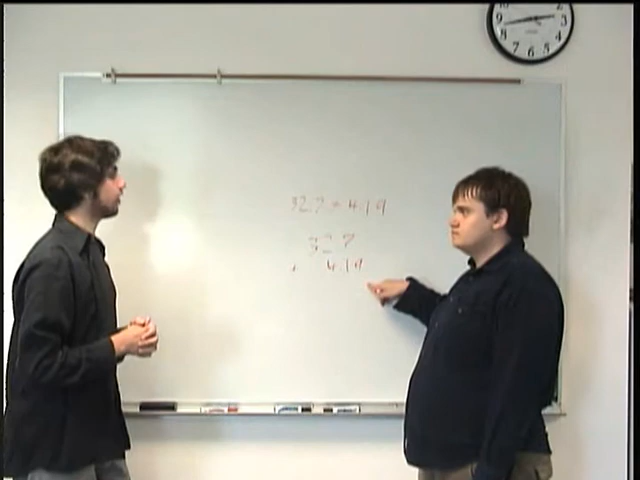 32.7 + 4.19
32.7
+ 4.19